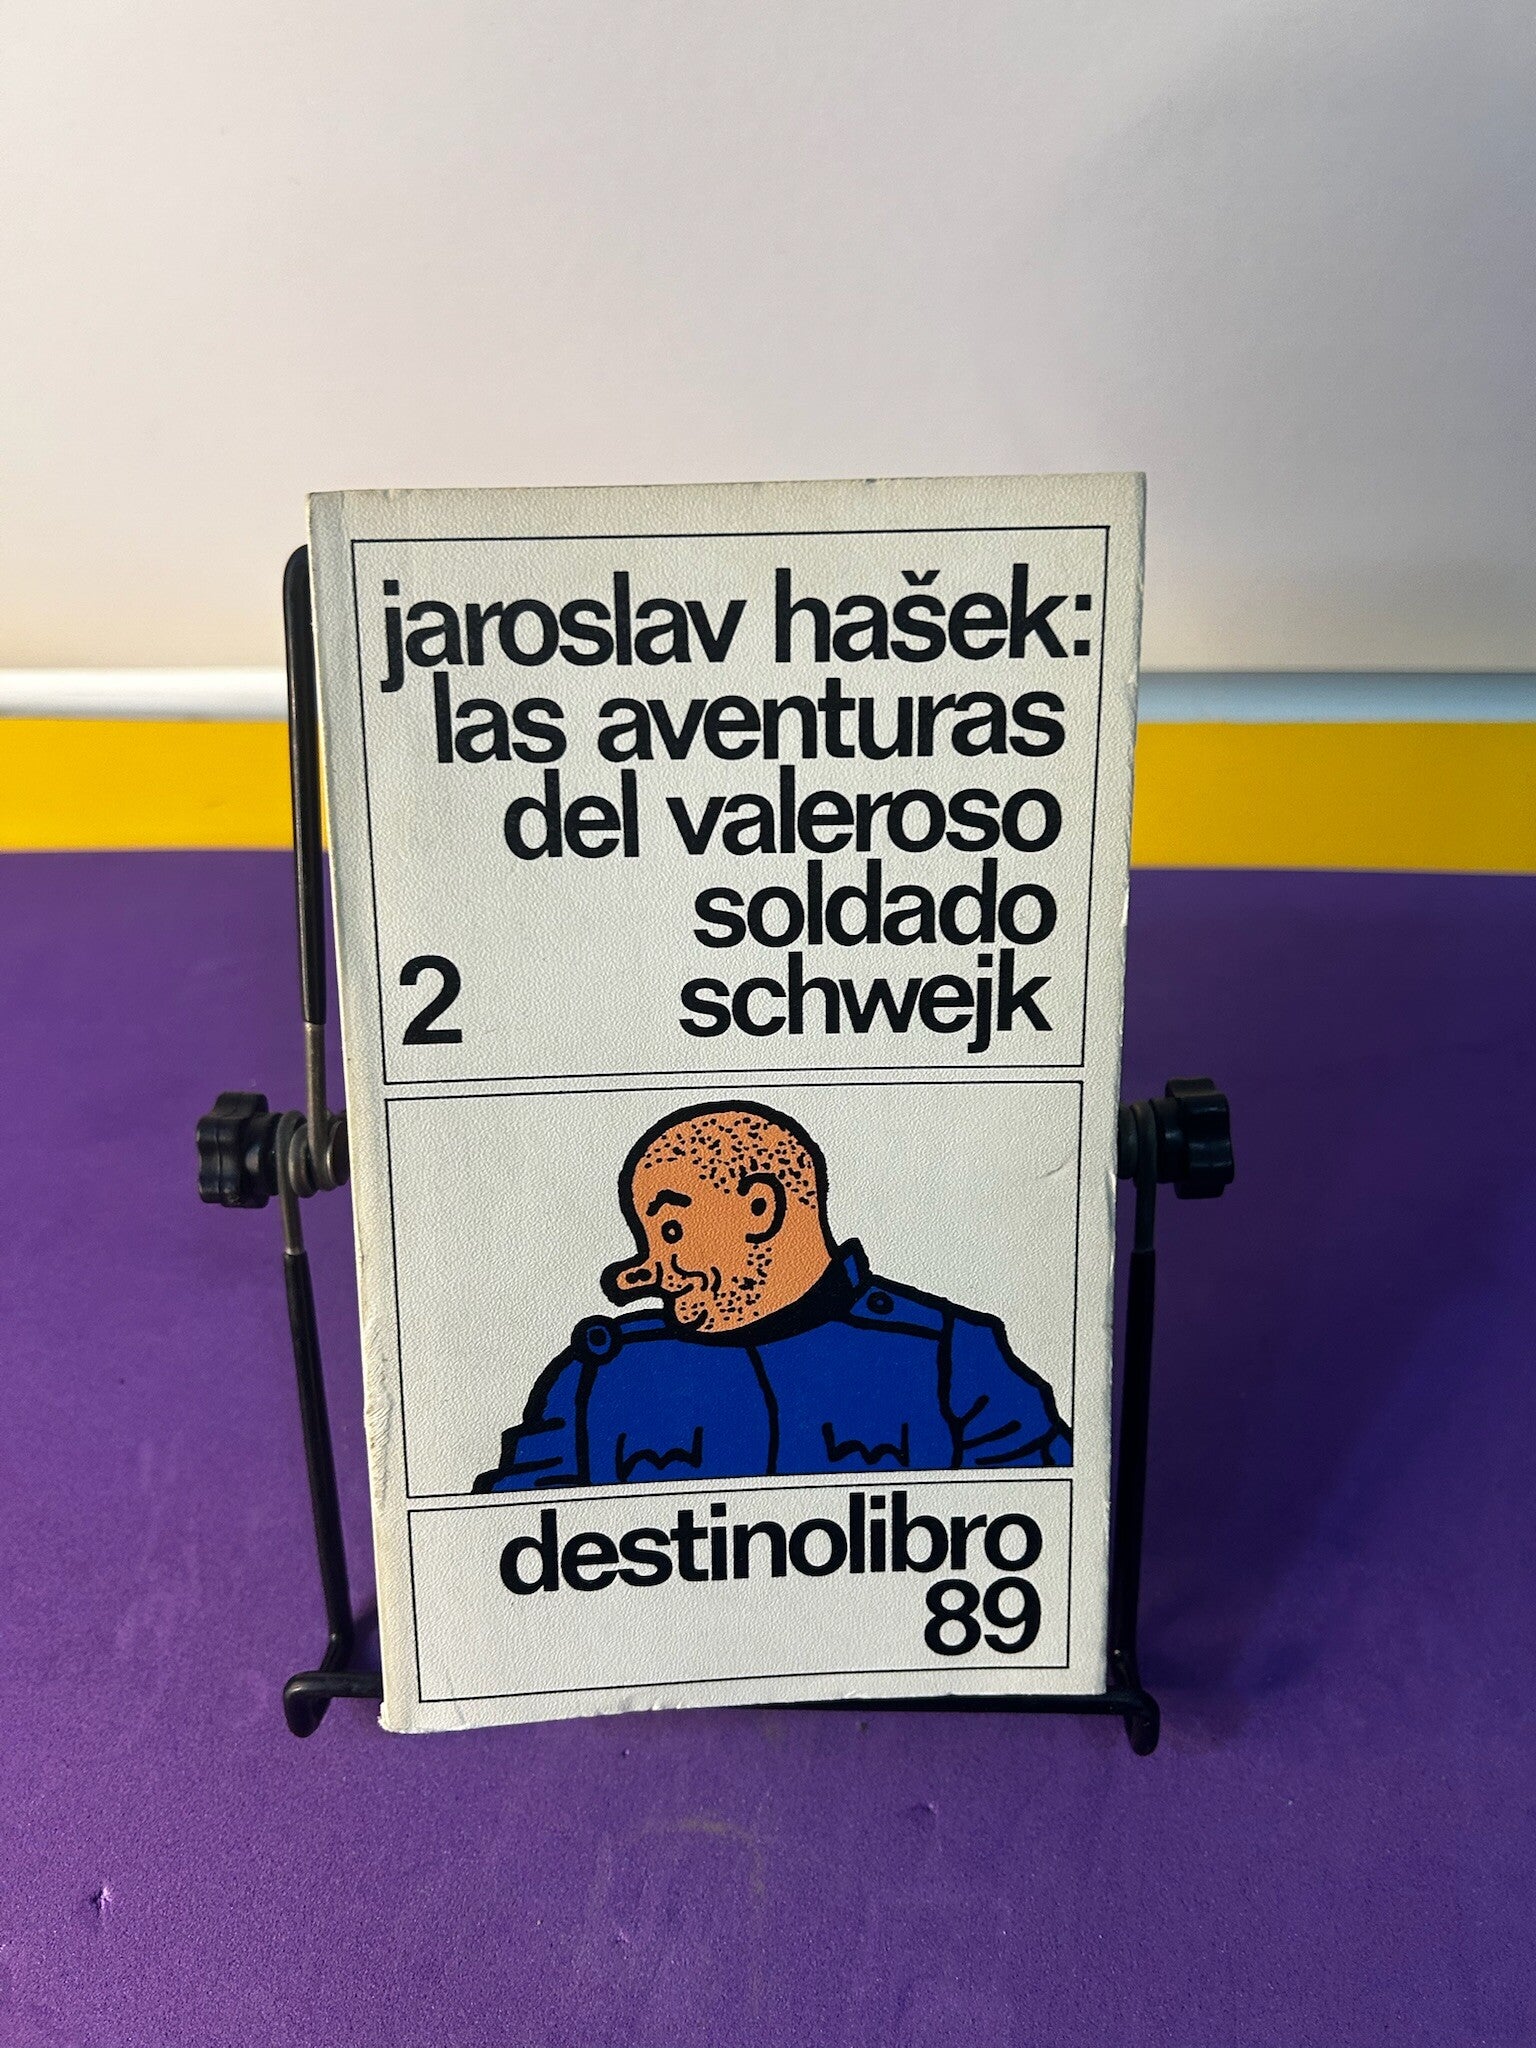 jaroslav hašek:
las aventuras
del valeroso
soldado
2 schwejk
destinolibro
89